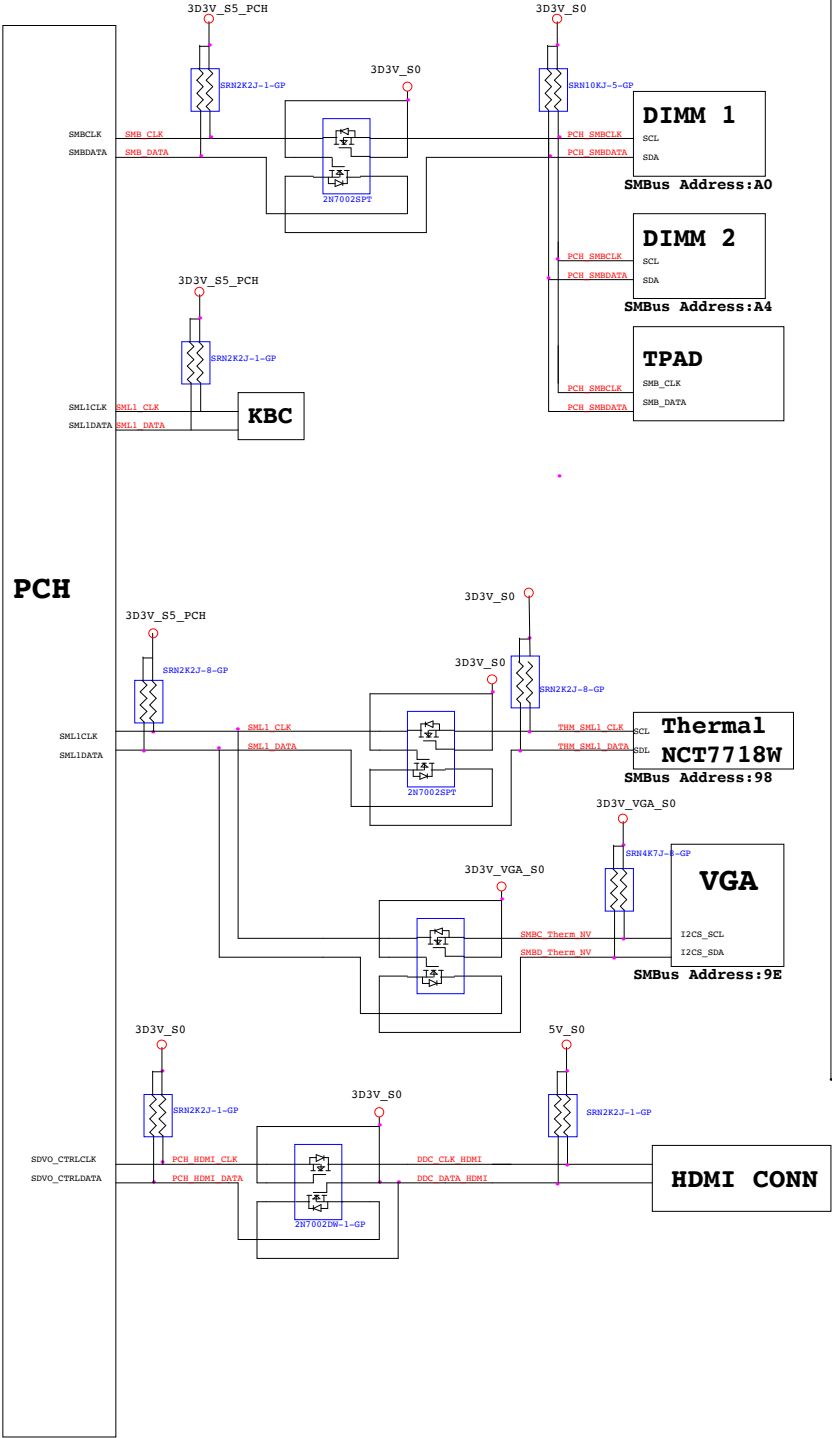 3D3V_S5_PCH
3D3V_S0
3D3V_S0
SRN2K2J-1-GP
SRN10KJ-5-GP
DIMM 1
SMBCLK
SMB_CLK
PCH_SMBCLK
SCL
SMBDATA
SMB_DATA
PCH_SMBDATA
SDA
SMBus Address:A0
2N7002SPT
DIMM 2
PCH_SMBCLK
SCL
PCH_SMBDATA
SDA
SMBus Address:A4
3D3V_S5_PCH
SRN2K2J-1-GP
TPAD
PCH_SMBCLK
SMB_CLK
PCH_SMBDATA
SMB_DATA
SML1CLK
SML1_CLK
SML1DATA
SML1_DATA
KBC
PCH
3D3V_S0
3D3V_S5_PCH
3D3V_S0
SRN2K2J-8-GP
SRN2K2J-8-GP
SML1CLK
SML1_CLK
THM_SML1_CLK
SCL
Thermal
SML1DATA
SML1_DATA
THM_SML1_DATA
SDL
NCT7718W
SMBus Address:98
2N7002SPT
3D3V_VGA_S0
SRN4K7J-8-GP
3D3V_VGA_S0
VGA
SMBC_Therm_NV
I2CS_SCL
SMBD_Therm_NV
I2CS_SDA
SMBus Address:9E
3D3V_S0
5V_S0
3D3V_S0
SRN2K2J-1-GP
SRN2K2J-1-GP
SDVO_CTRLCLK
PCH_HDMI_CLK
DDC_CLK_HDMI
SDVO_CTRLDATA
PCH_HDMI_DATA
DDC_DATA_HDMI
HDMI CONN
2N7002DW-1-GP